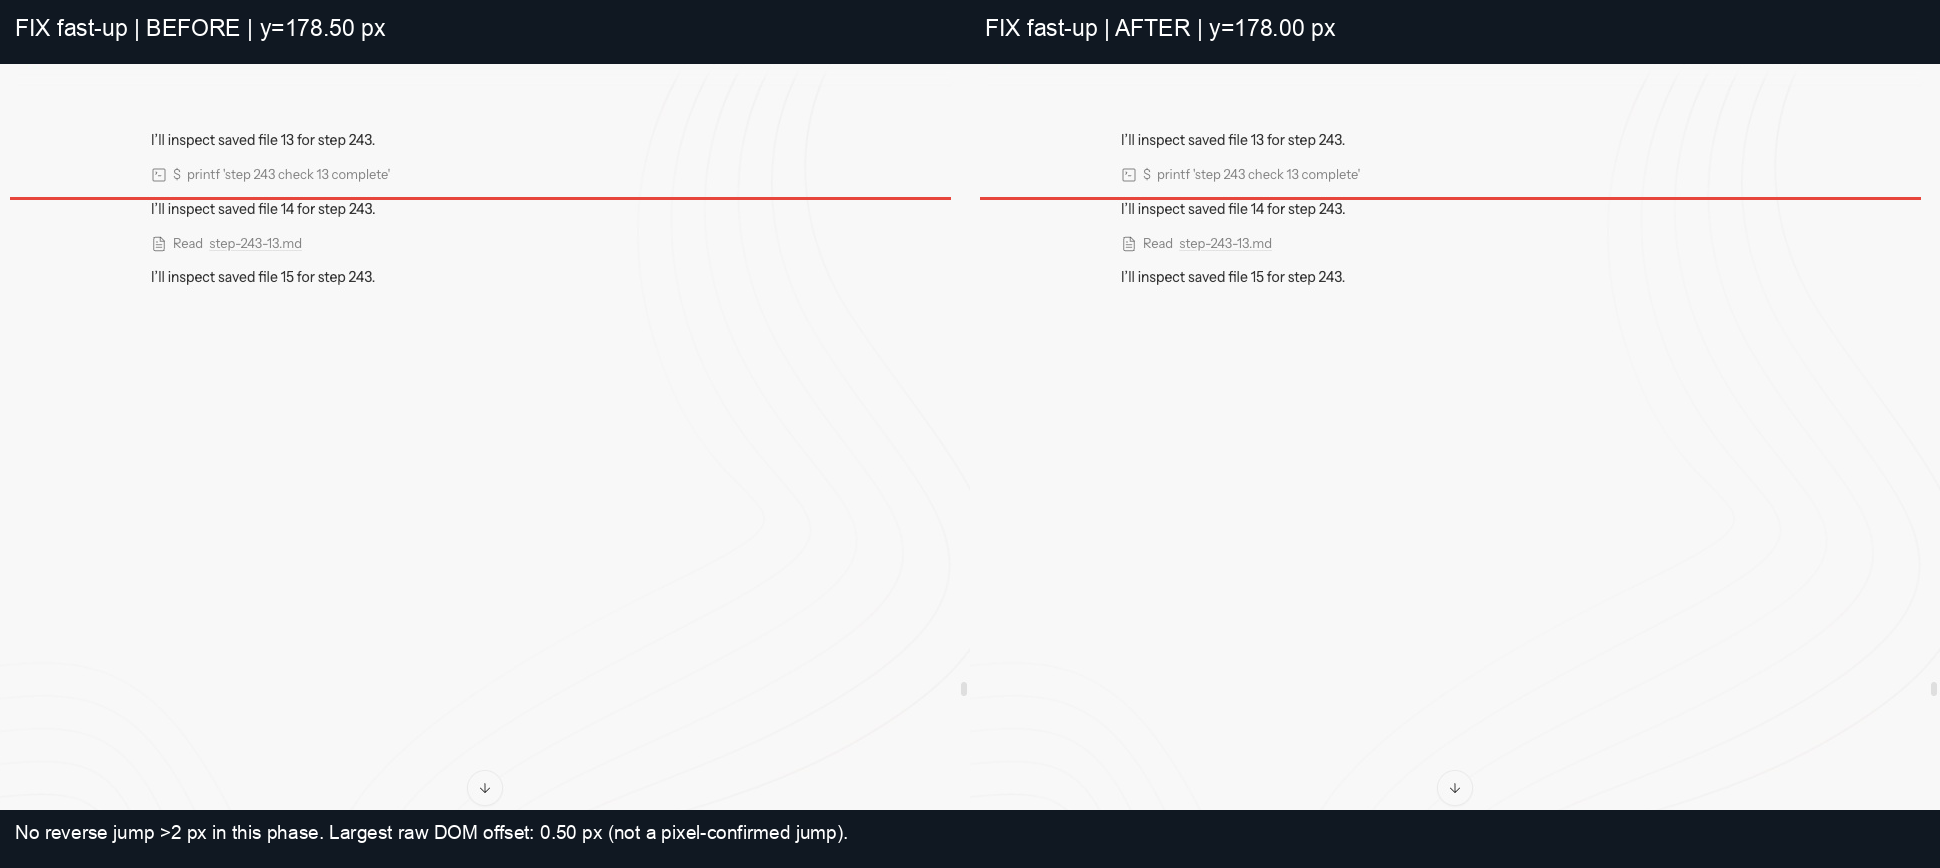 FIX fast-up | BEFORE | y=178.50 px
I'll inspect saved file 13 for step 243.
$ printf 'step 243 check 13 complete'
I'll inspect saved file 14 for step 243.
Read step-243-13.md
I'll inspect saved file 15 for step 243.
FIX fast-up | AFTER | y=178.00 px
I'll inspect saved file 13 for step 243.
$ printf 'step 243 check 13 complete'
I'll inspect saved file 14 for step 243.
Read step-243-13.md
I'll inspect saved file 15 for step 243.
No reverse jump >2 px in this phase. Largest raw DOM offset: 0.50 px (not a pixel-confirmed jump).